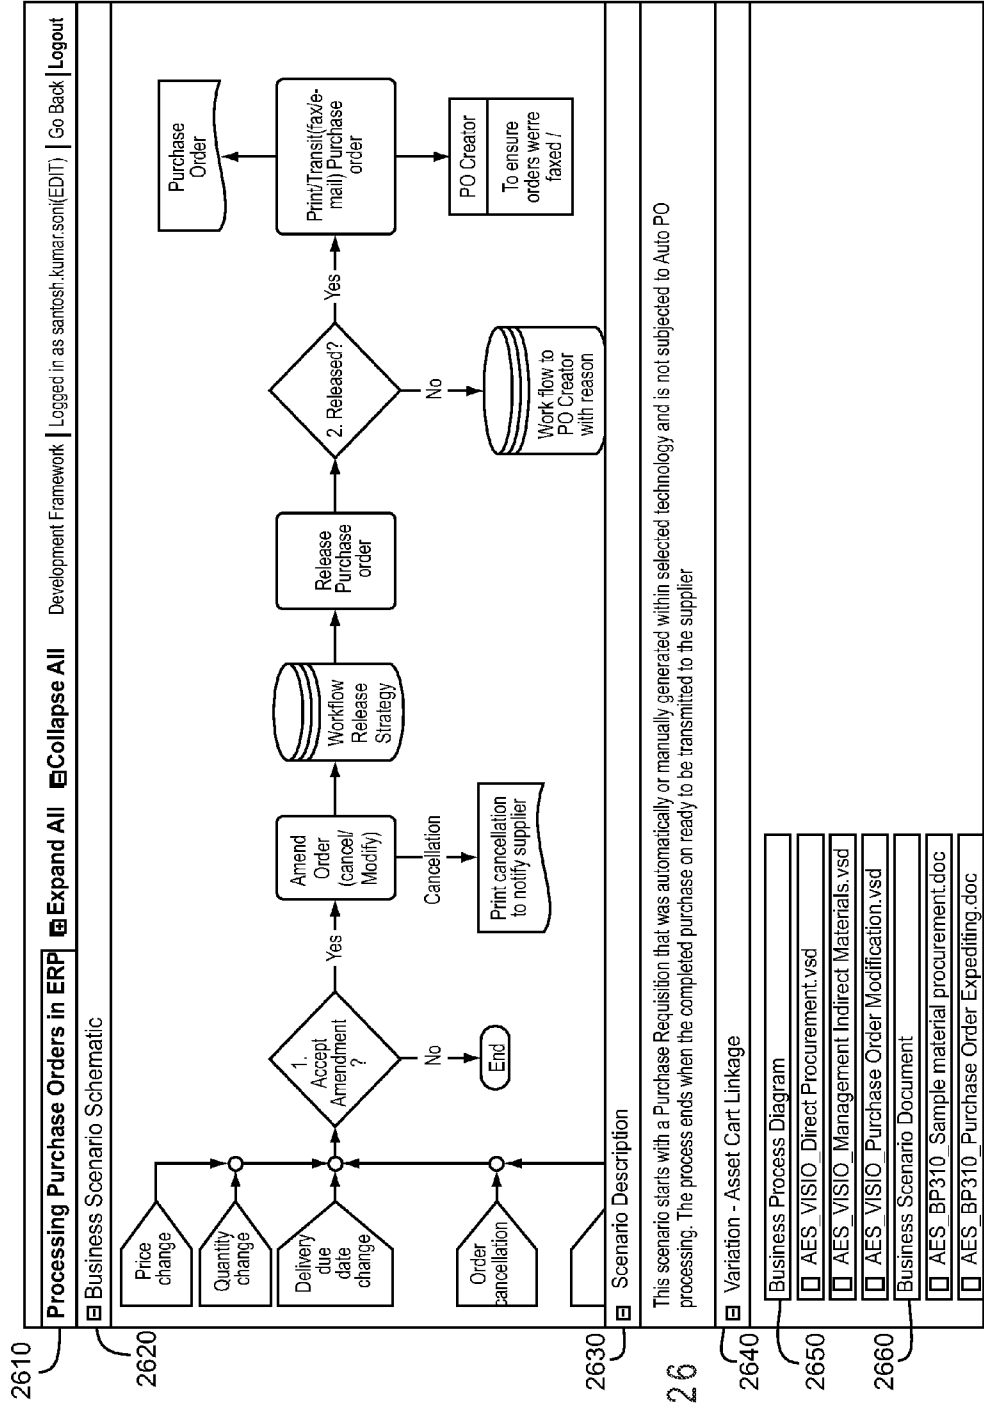 2610
Processing Purchase Orders in ERP
Expand All
Collapse All
Development Framework | Logged in as santosh.kumar.soni(EDIT) | Go Back | Logout
2620
Business Scenario Schematic
Price
change
Quantity
change
Delivery
due
date
change
Order
cancellation
1.
Accept
Amendment
?
No
End
Yes
Amend
Order
(cancel/
Modify)
Cancellation
Print cancellation
to notify supplier
Workflow
Release
Strategy
Release
Purchase
order
2. Released?
No
Work flow to
PO Creator
with reason
Yes
Purchase
Order
Print/Transit(fax/e-
mail) Purchase
order
PO Creator
To ensure
orders werre
faxed /
2630
Scenario Description
This scenario starts with a Purchase Requisition that was automatically or manually generated within selected technology and is not subjected to Auto PO
processing. The process ends when the completed purchase on ready to be transmitted to the supplier
26
2640
Variation - Asset Cart Linkage
Business Process Diagram
2650
AES_VISIO_Direct Procurement.vsd
AES_VISIO_Management Indirect Materials.vsd
AES_VISIO_Purchase Order Modification.vsd
2660
Business Scenario Document
AES_BP310_Sample material procurement.doc
AES_BP310_Purchase Order Expediting.doc